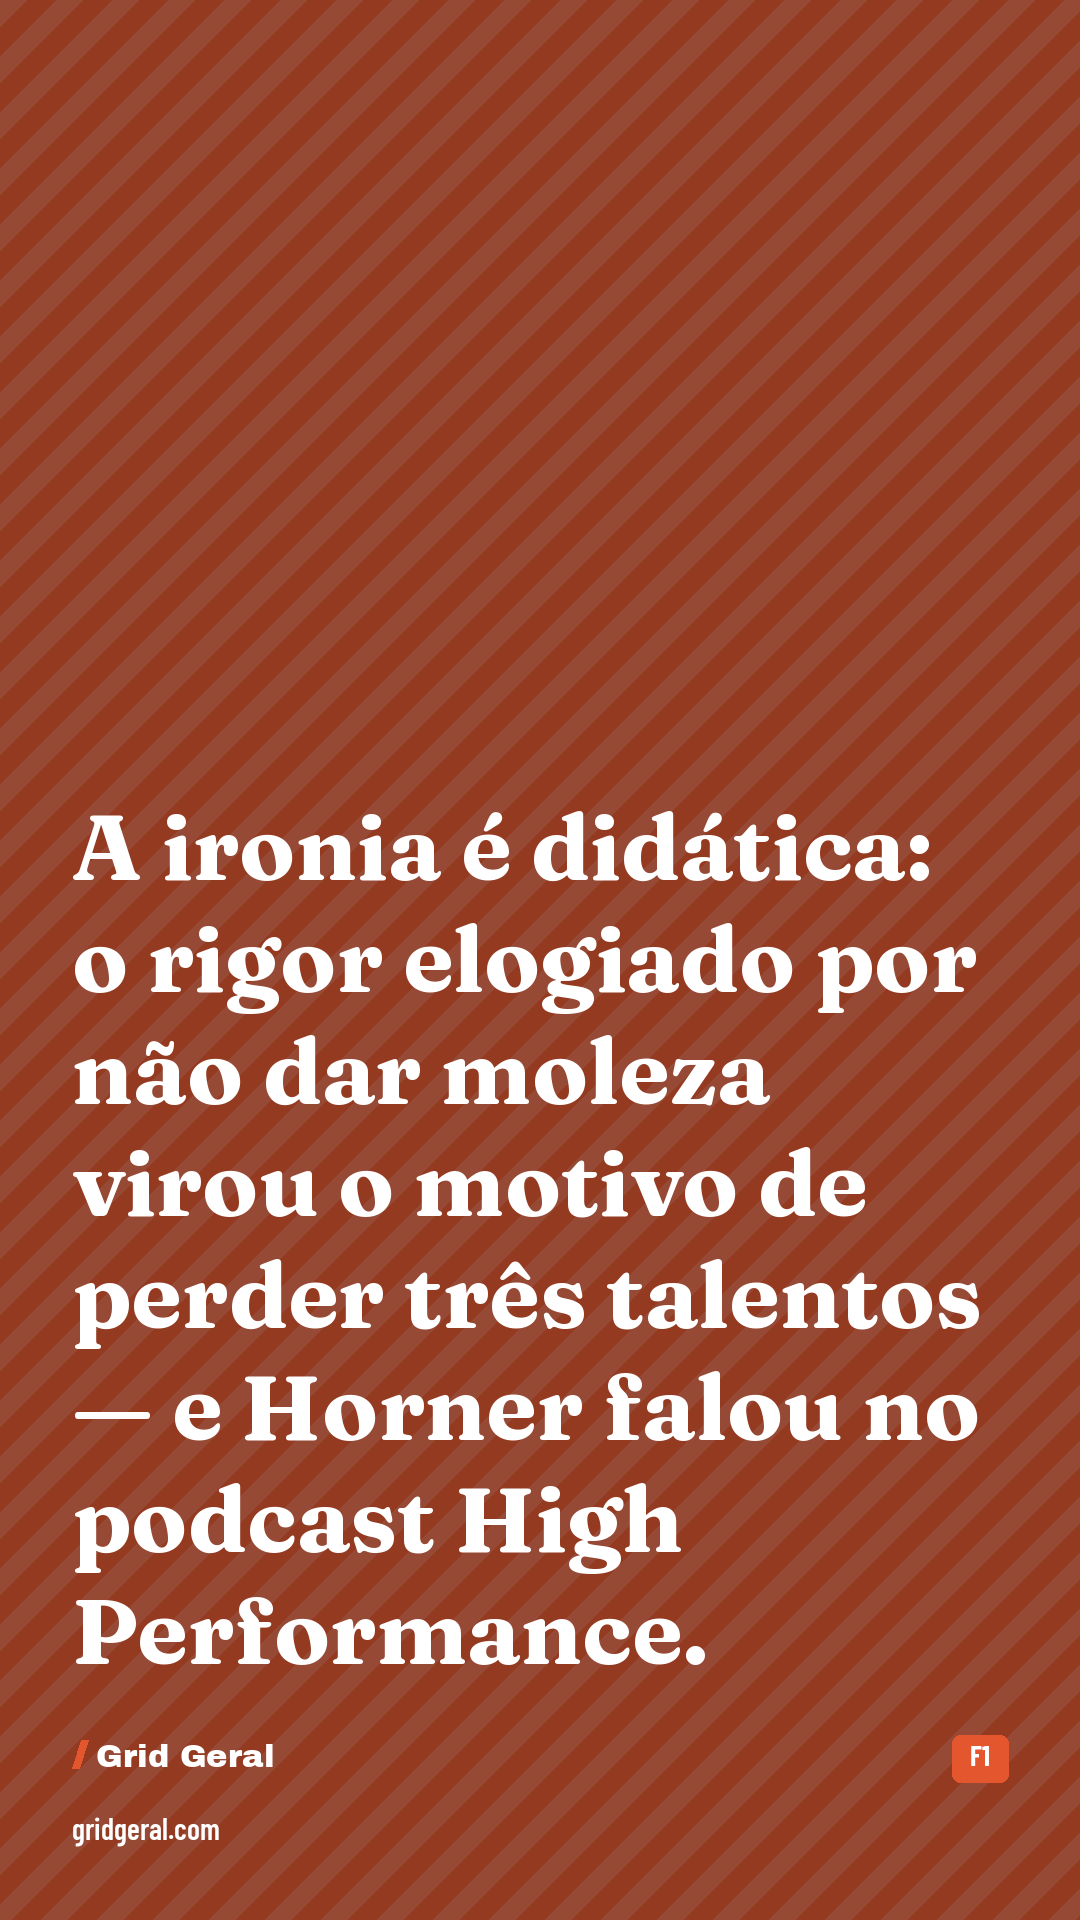 A ironia é didática:
o rigor elogiado por
não dar moleza
virou o motivo de
perder três talentos
— e Horner falou no
podcast High
Performance.
Grid Geral
F1
gridgeral.com